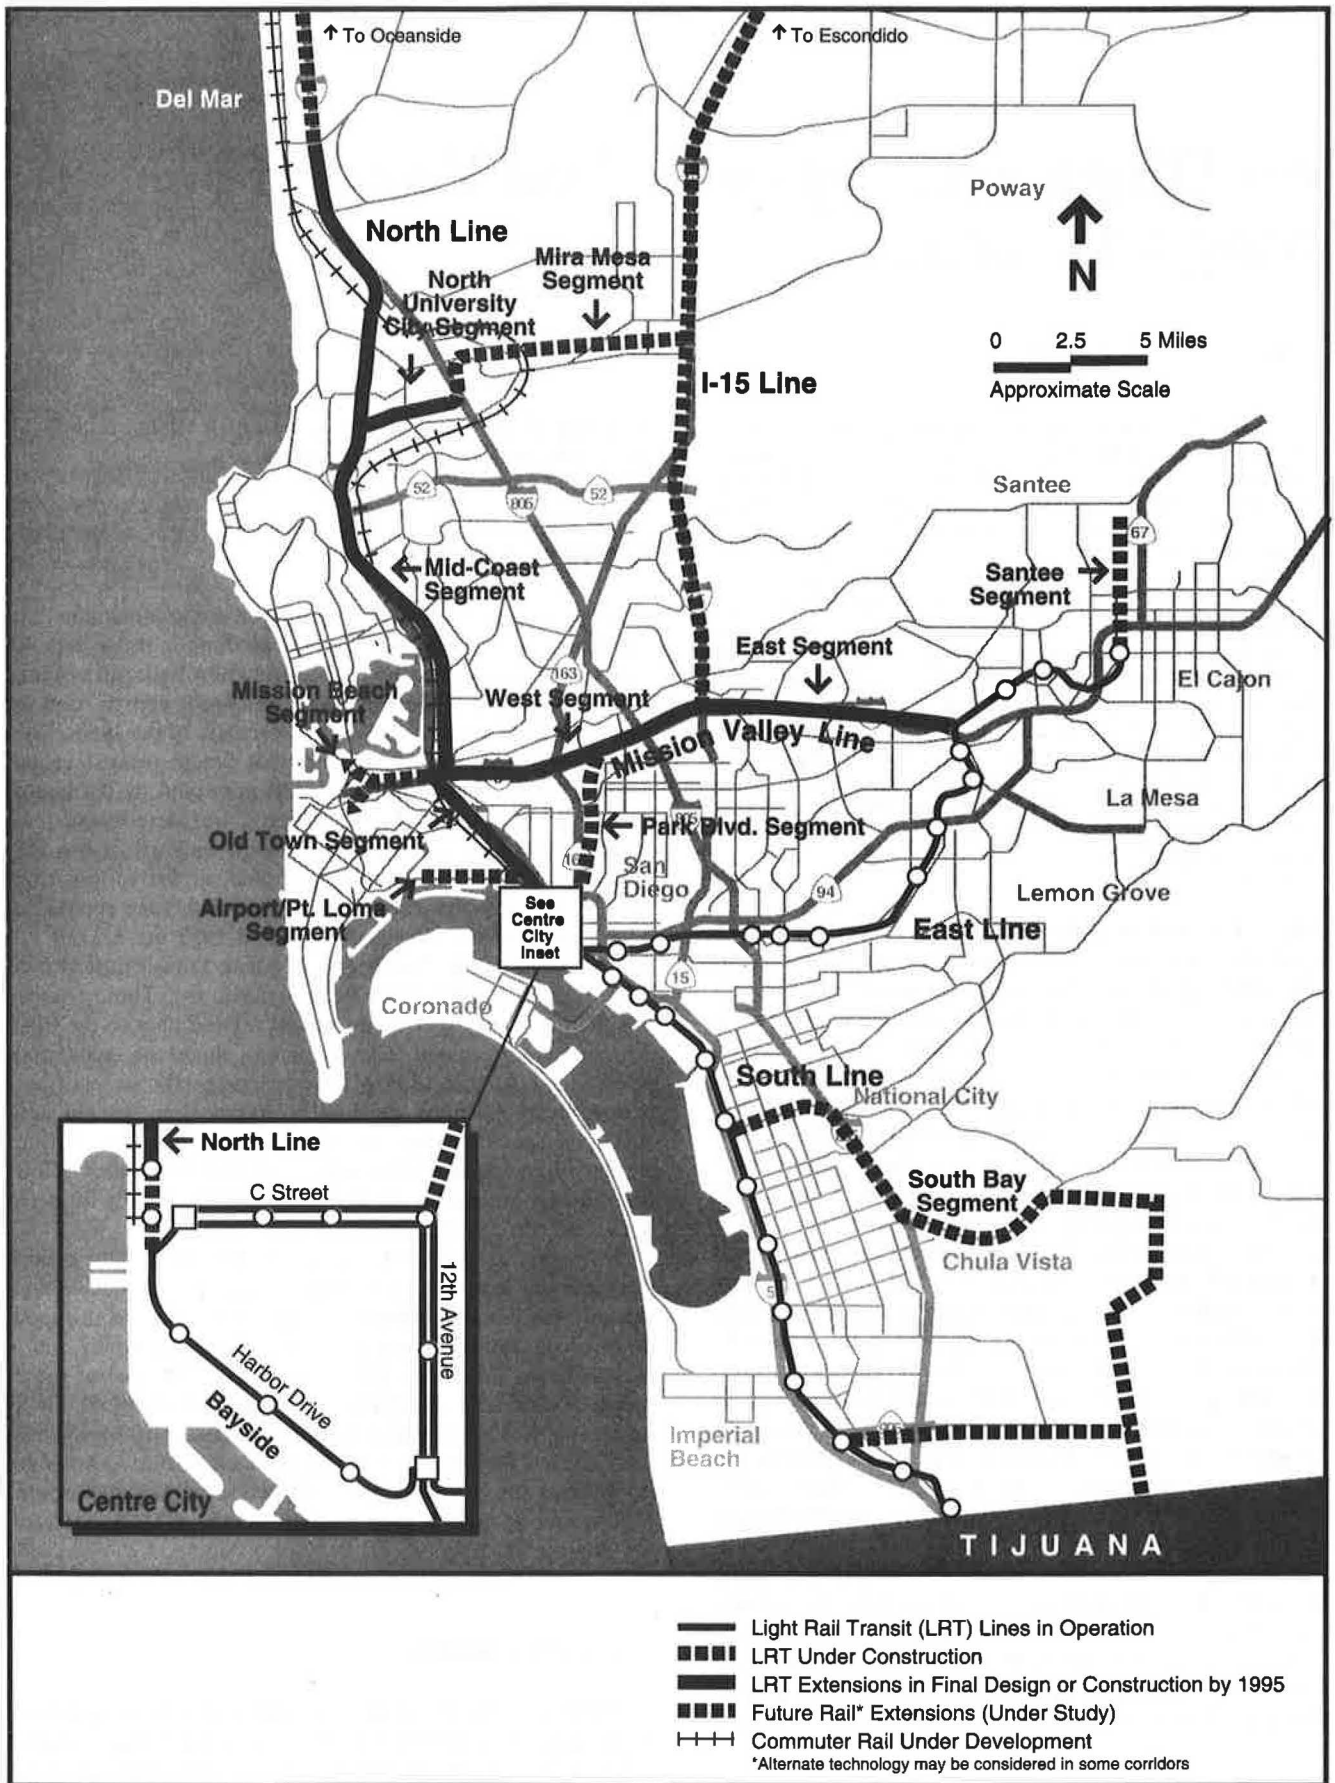 ↑ To Oceanside
↑ To Escondido
Del Mar
Poway
North Line
N
Mira Mesa
Segment
North
University
City Segment
0 2.5 5 Miles
Approximate Scale
I-15 Line
Santee
52
52
805
67
Mid-Coast
Segment
Santee
Segment
East Segment
163
El Cajon
Mission Beach
Segment
West Segment
Mission Valley Line
La Mesa
805
Old Town Segment
Park Blvd. Segment
San
Diego
94
Lemon Grove
Airport/Pt. Loma
Segment
See
Centre
City
Inset
East Line
15
Coronado
South Line
National City
North Line
C Street
South Bay
Segment
Chula Vista
12th Avenue
5
Harbor Drive
Bayside
Imperial
Beach
Centre City
TIJUANA
Light Rail Transit (LRT) Lines in Operation
LRT Under Construction
LRT Extensions in Final Design or Construction by 1995
Future Rail* Extensions (Under Study)
Commuter Rail Under Development
*Alternate technology may be considered in some corridors